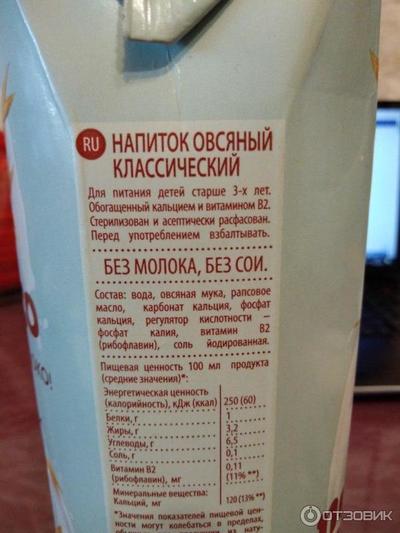 RU
НАПИТОК ОВСЯНЫЙ
КЛАССИЧЕСКИЙ
Для питания детей старше 3-х лет.
Обогащенный кальцием и витамином В2.
Стерилизован и асептически расфасован.
Перед употреблением взбалтывать.
БЕЗ МОЛОКА, БЕЗ СОИ.
Состав: вода, овсяная мука, рапсовое
масло, карбонат кальция, фосфат
кальция, регулятор кислотности –
фосфат калия, витамин В2
(рибофлавин), соль йодированная.
Пищевая ценность 100 мл продукта
(средние значения)*:
Энергетическая ценность
(калорийность), кДж (ккал) 250 (60)
Белки, г 1
Жиры, г 3,2
Углеводы, г 6,5
Соль, г 0,1
Витамин В2 0,11
(рибофлавин), мг (11% **)
Минеральные вещества:
Кальций, мг 120 (13% **)
*Значения показателей пищевой цен-
ности могут колебаться в пределах,
ОТЗОВИК